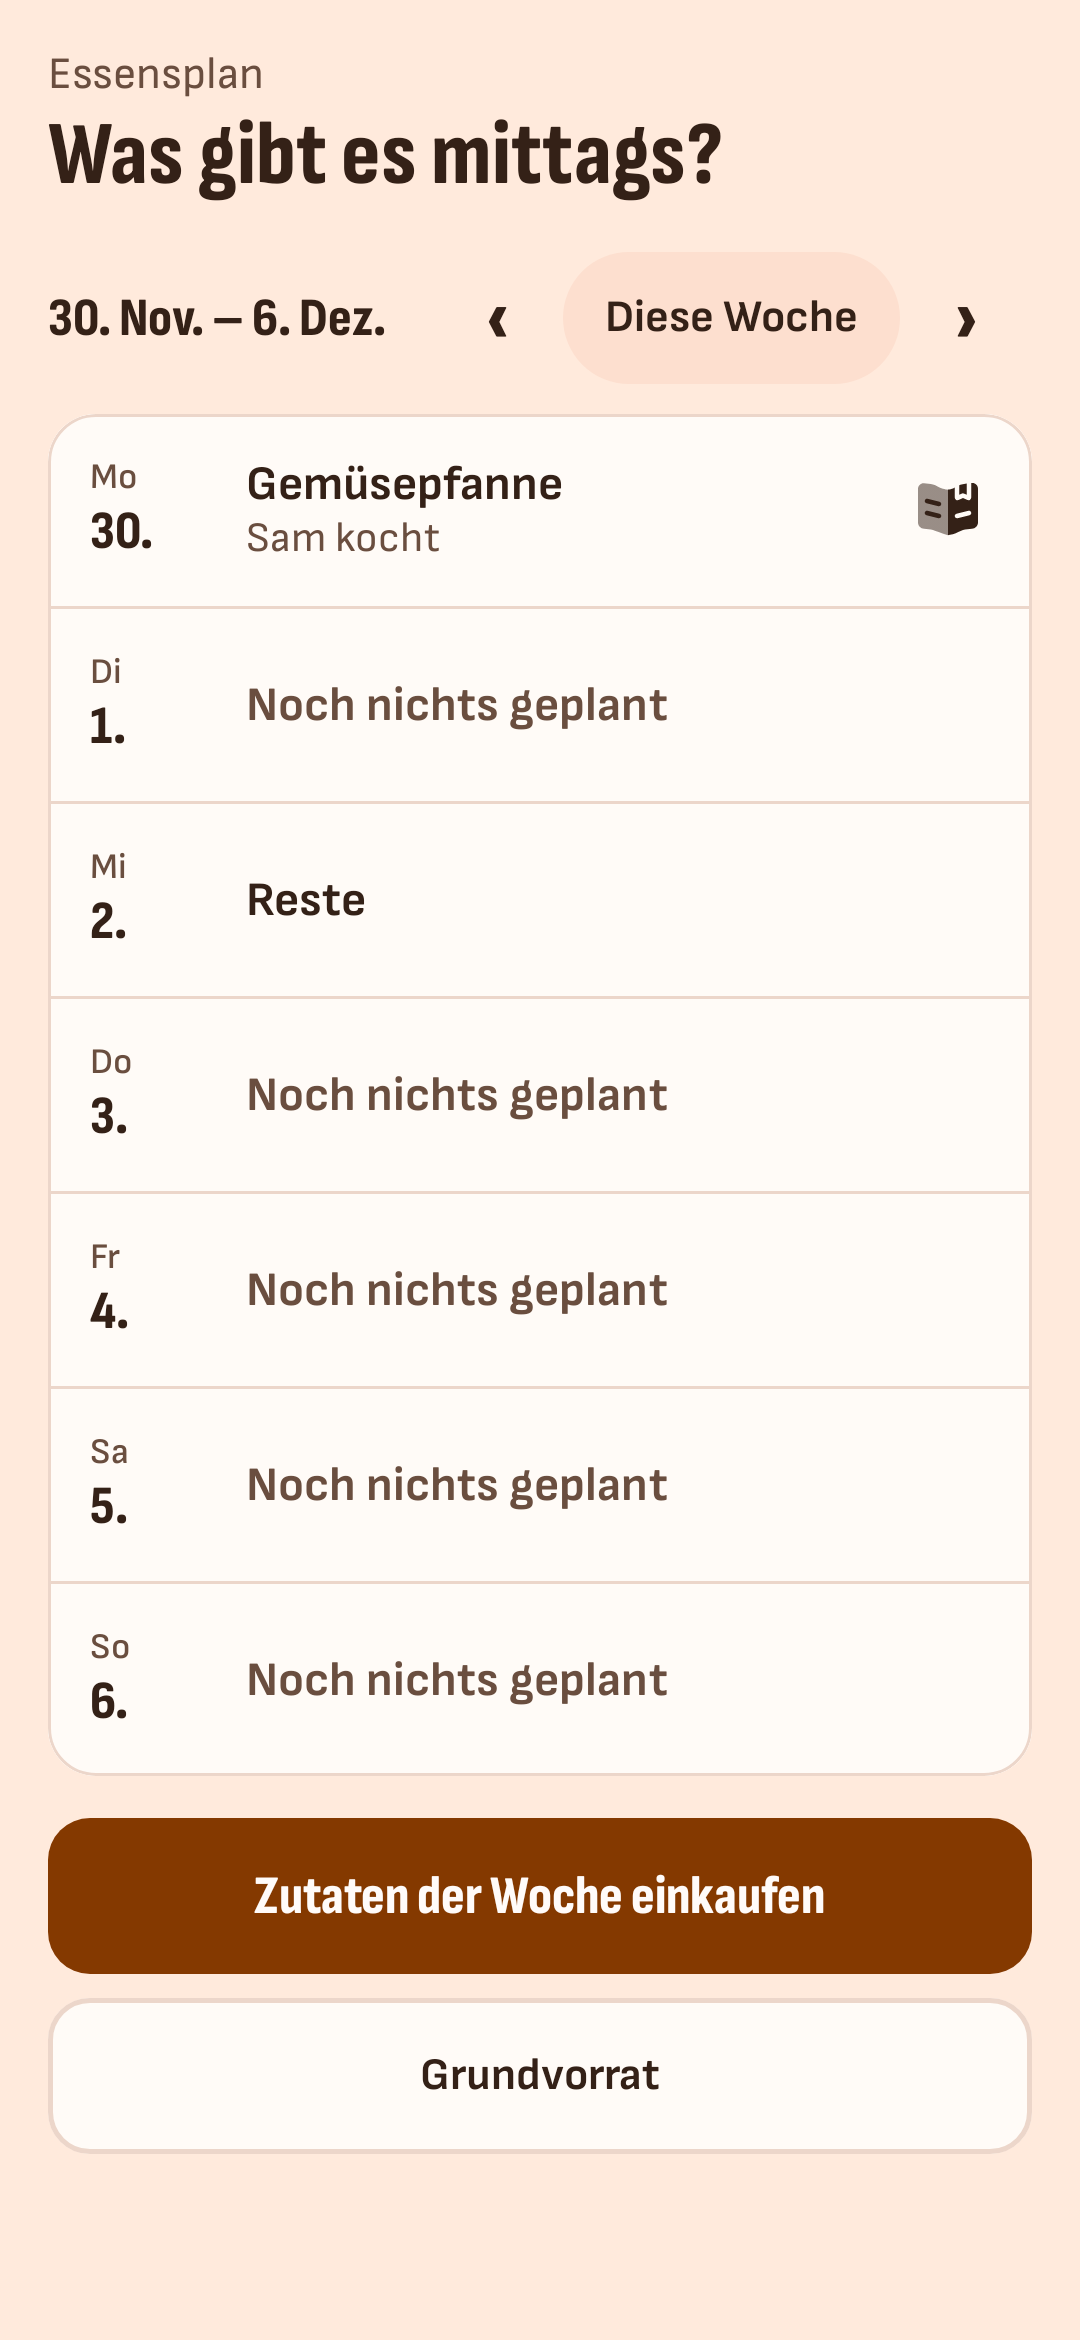 Essensplan
Was gibt es mittags?
30. Nov. – 6. Dez.
‹
Diese Woche
›
Mo
30.
Gemüsepfanne
Sam kocht
Di
1.
Noch nichts geplant
Mi
2.
Reste
Do
3.
Noch nichts geplant
Fr
4.
Noch nichts geplant
Sa
5.
Noch nichts geplant
So
6.
Noch nichts geplant
Zutaten der Woche einkaufen
Grundvorrat